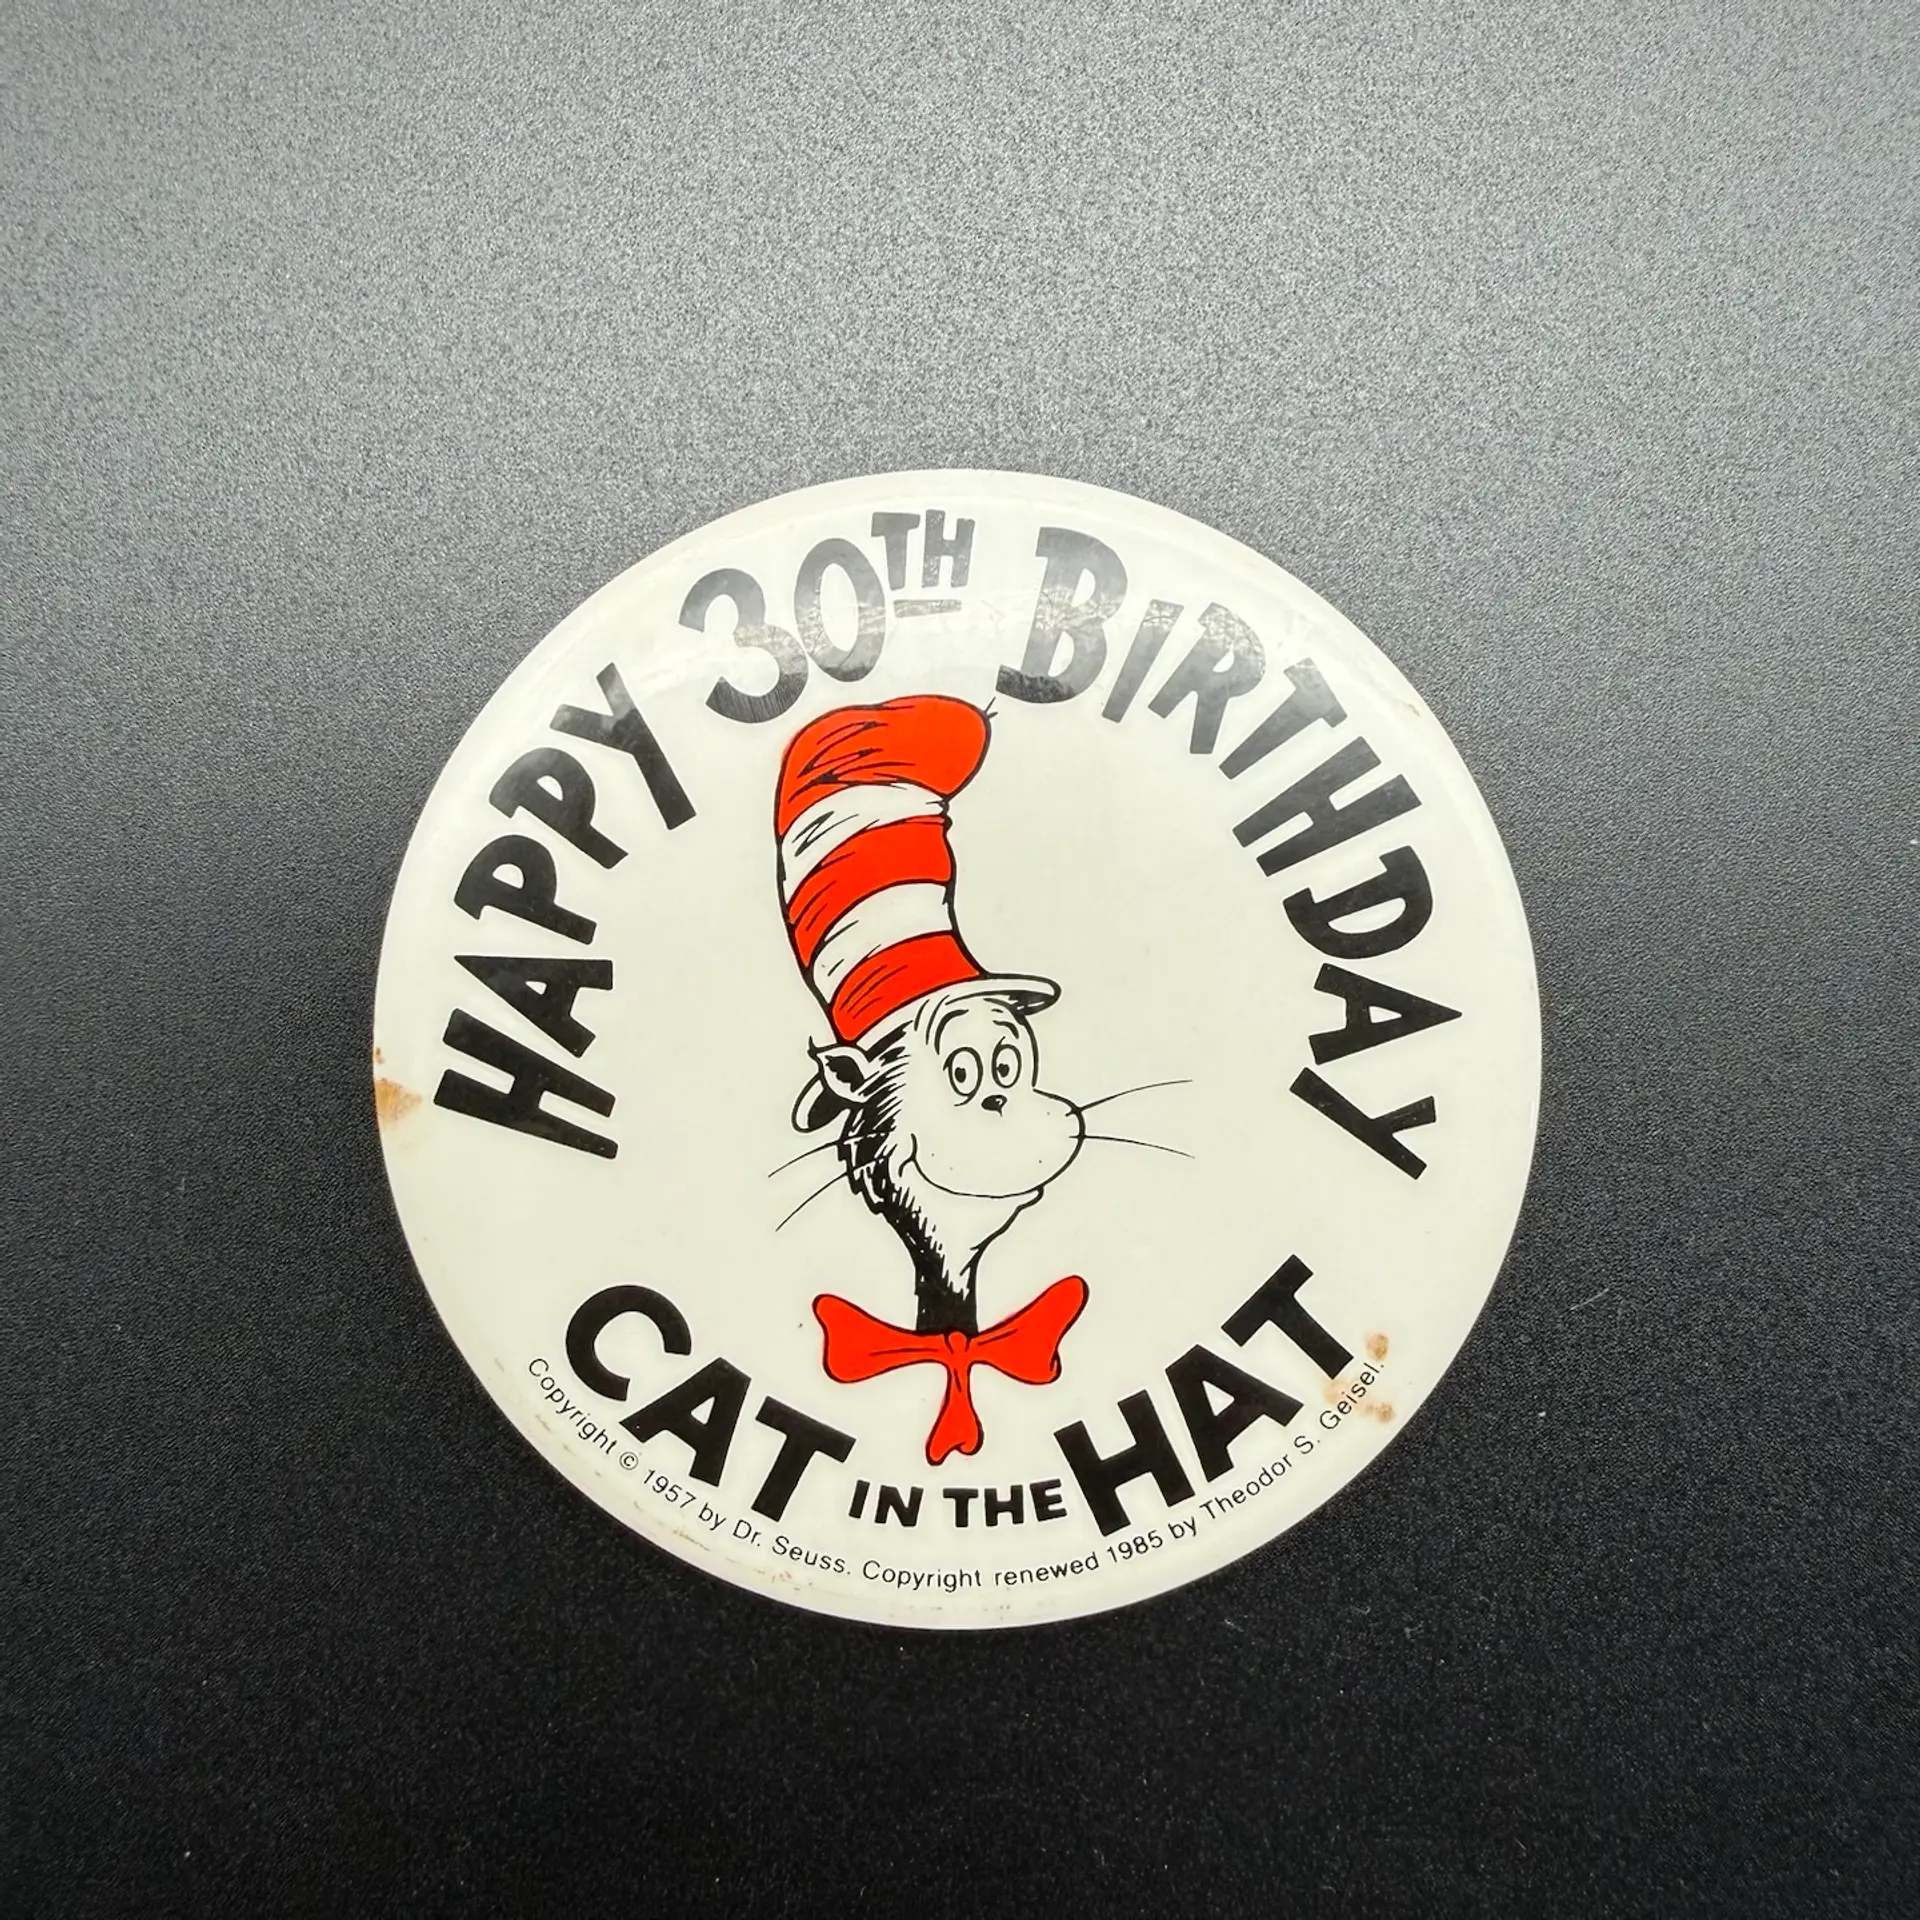 HAPPY 30TH BIRTHDAY
CAT IN THE HAT
Copyright © 1957 by Dr. Seuss. Copyright renewed 1985 by Theodor S. Geisel.